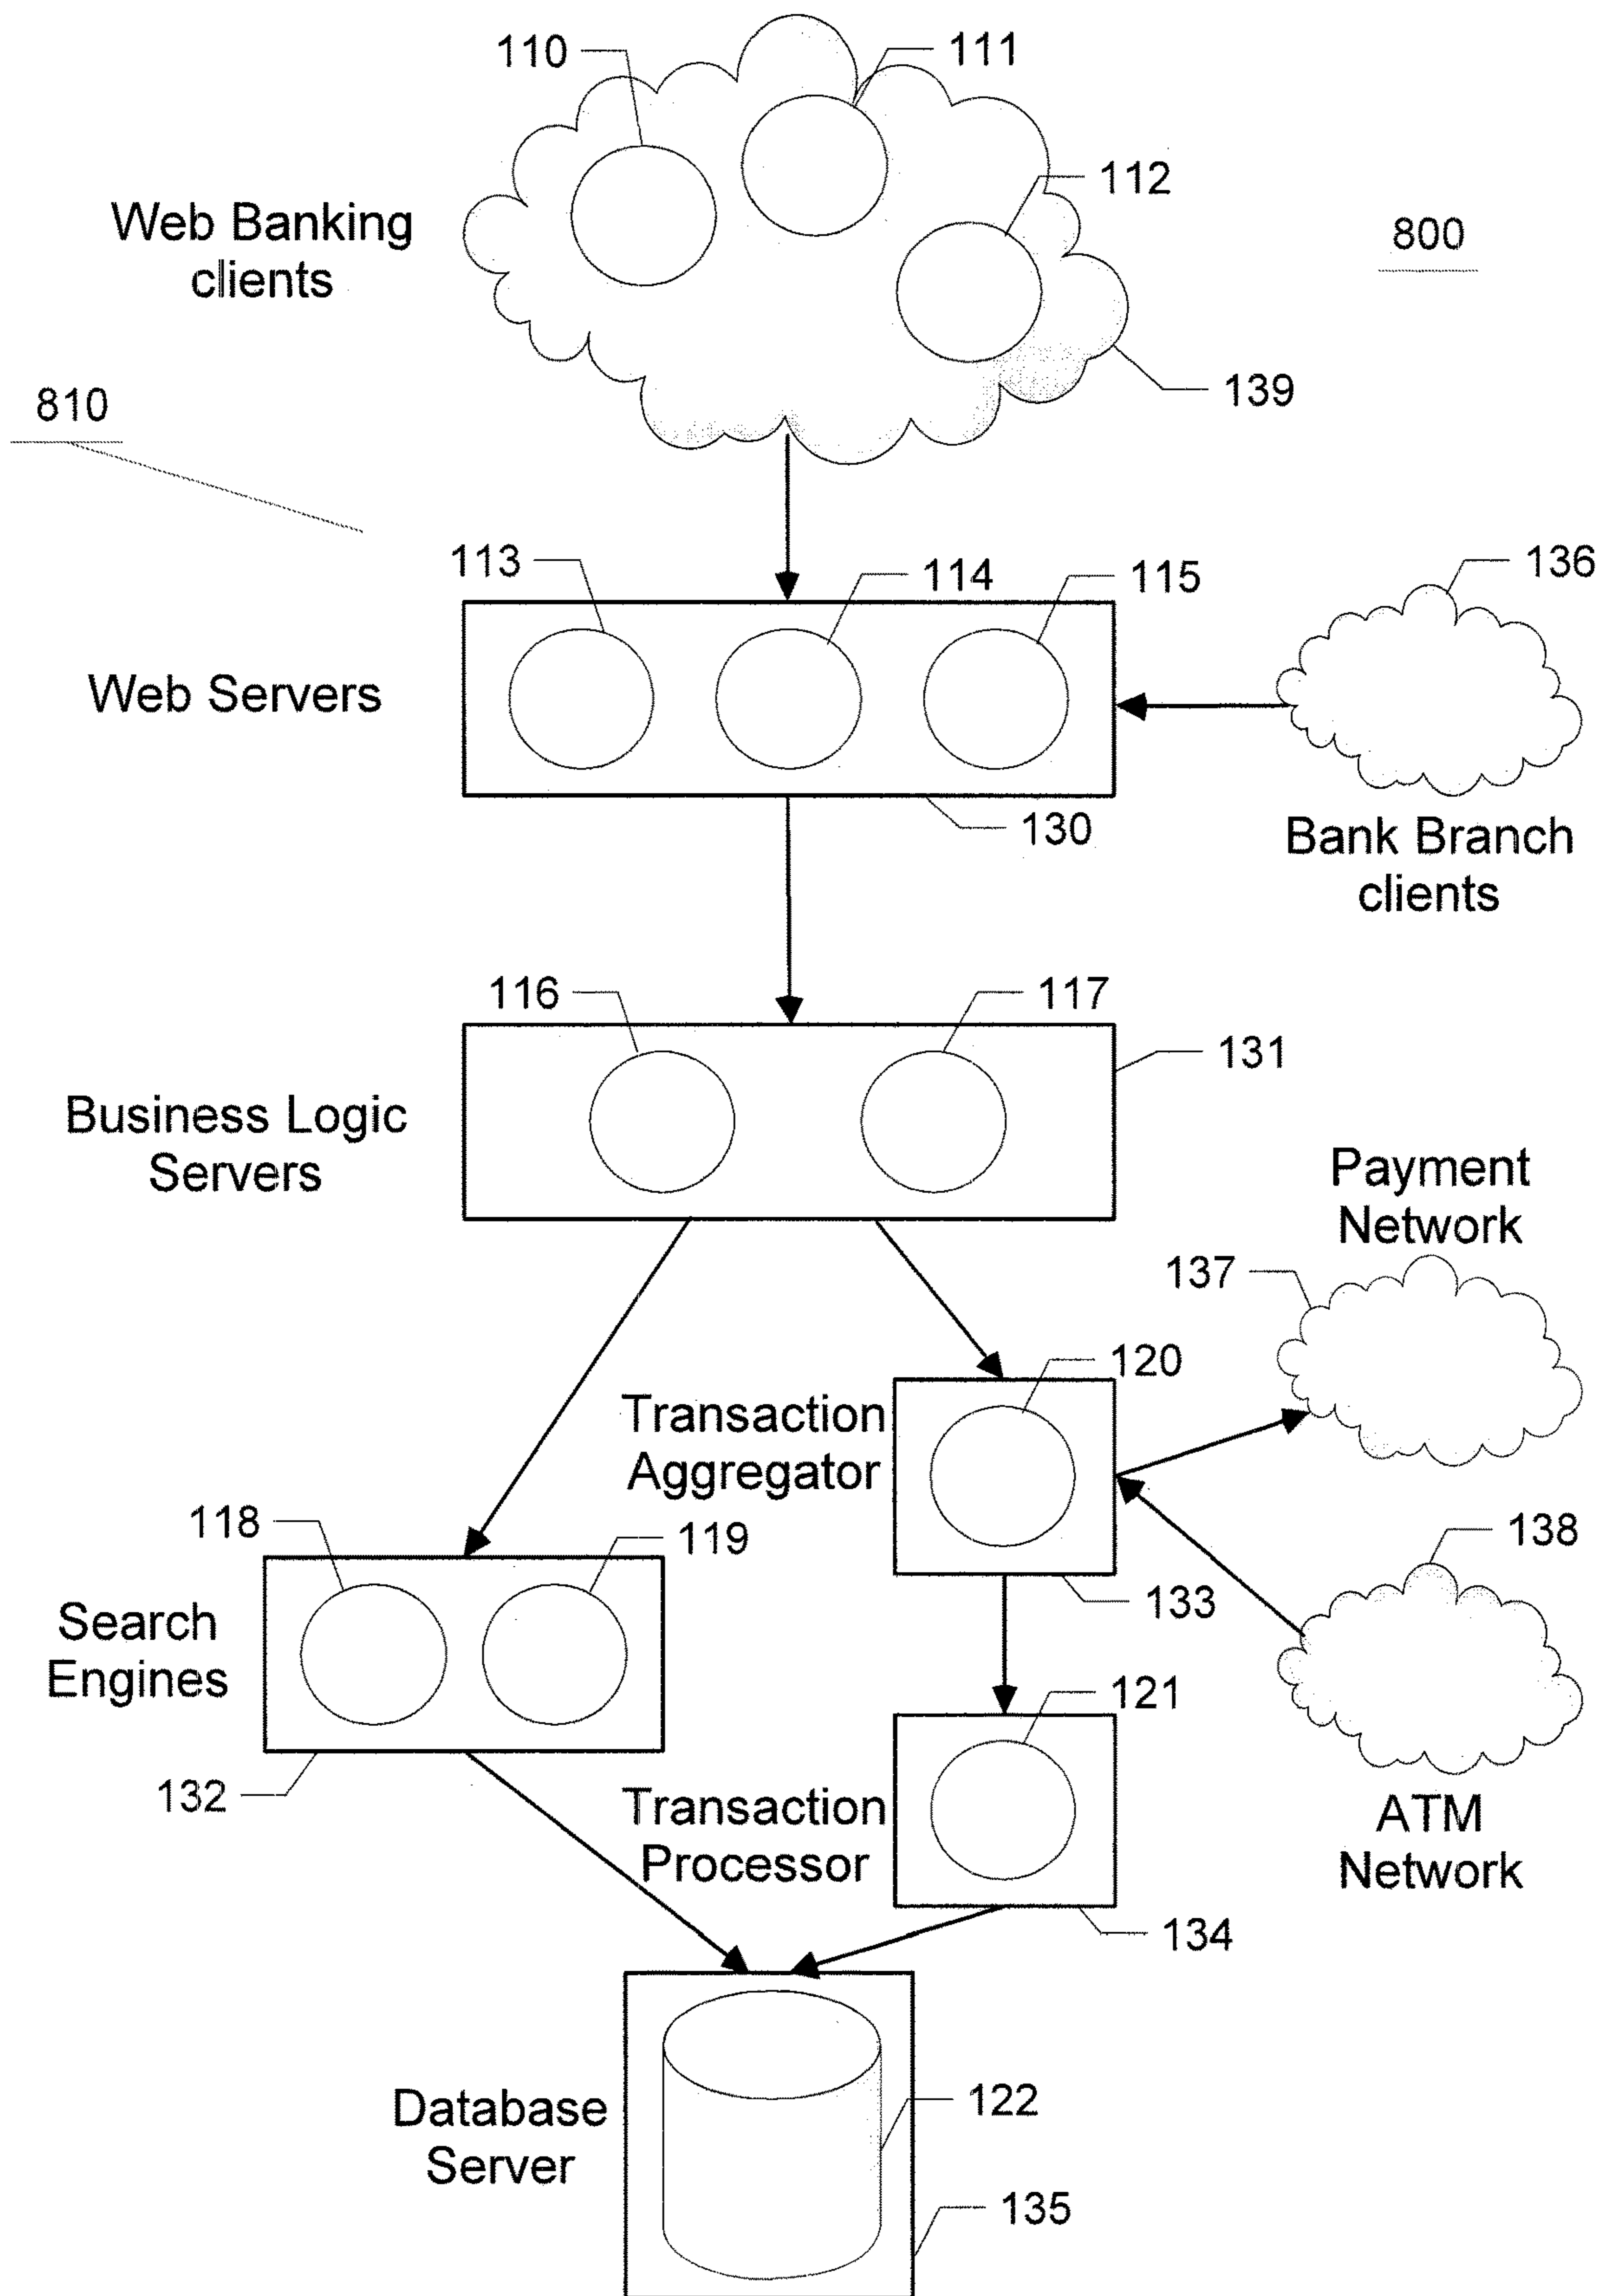 110
111
112
Web Banking
clients
800
139
810
113
114
115
136
Web Servers
130
Bank Branch
clients
116
117
131
Business Logic
Servers
Payment
Network
137
120
Transaction
Aggregator
118
119
138
133
Search
Engines
121
132
Transaction
Processor
ATM
Network
134
122
Database
Server
135